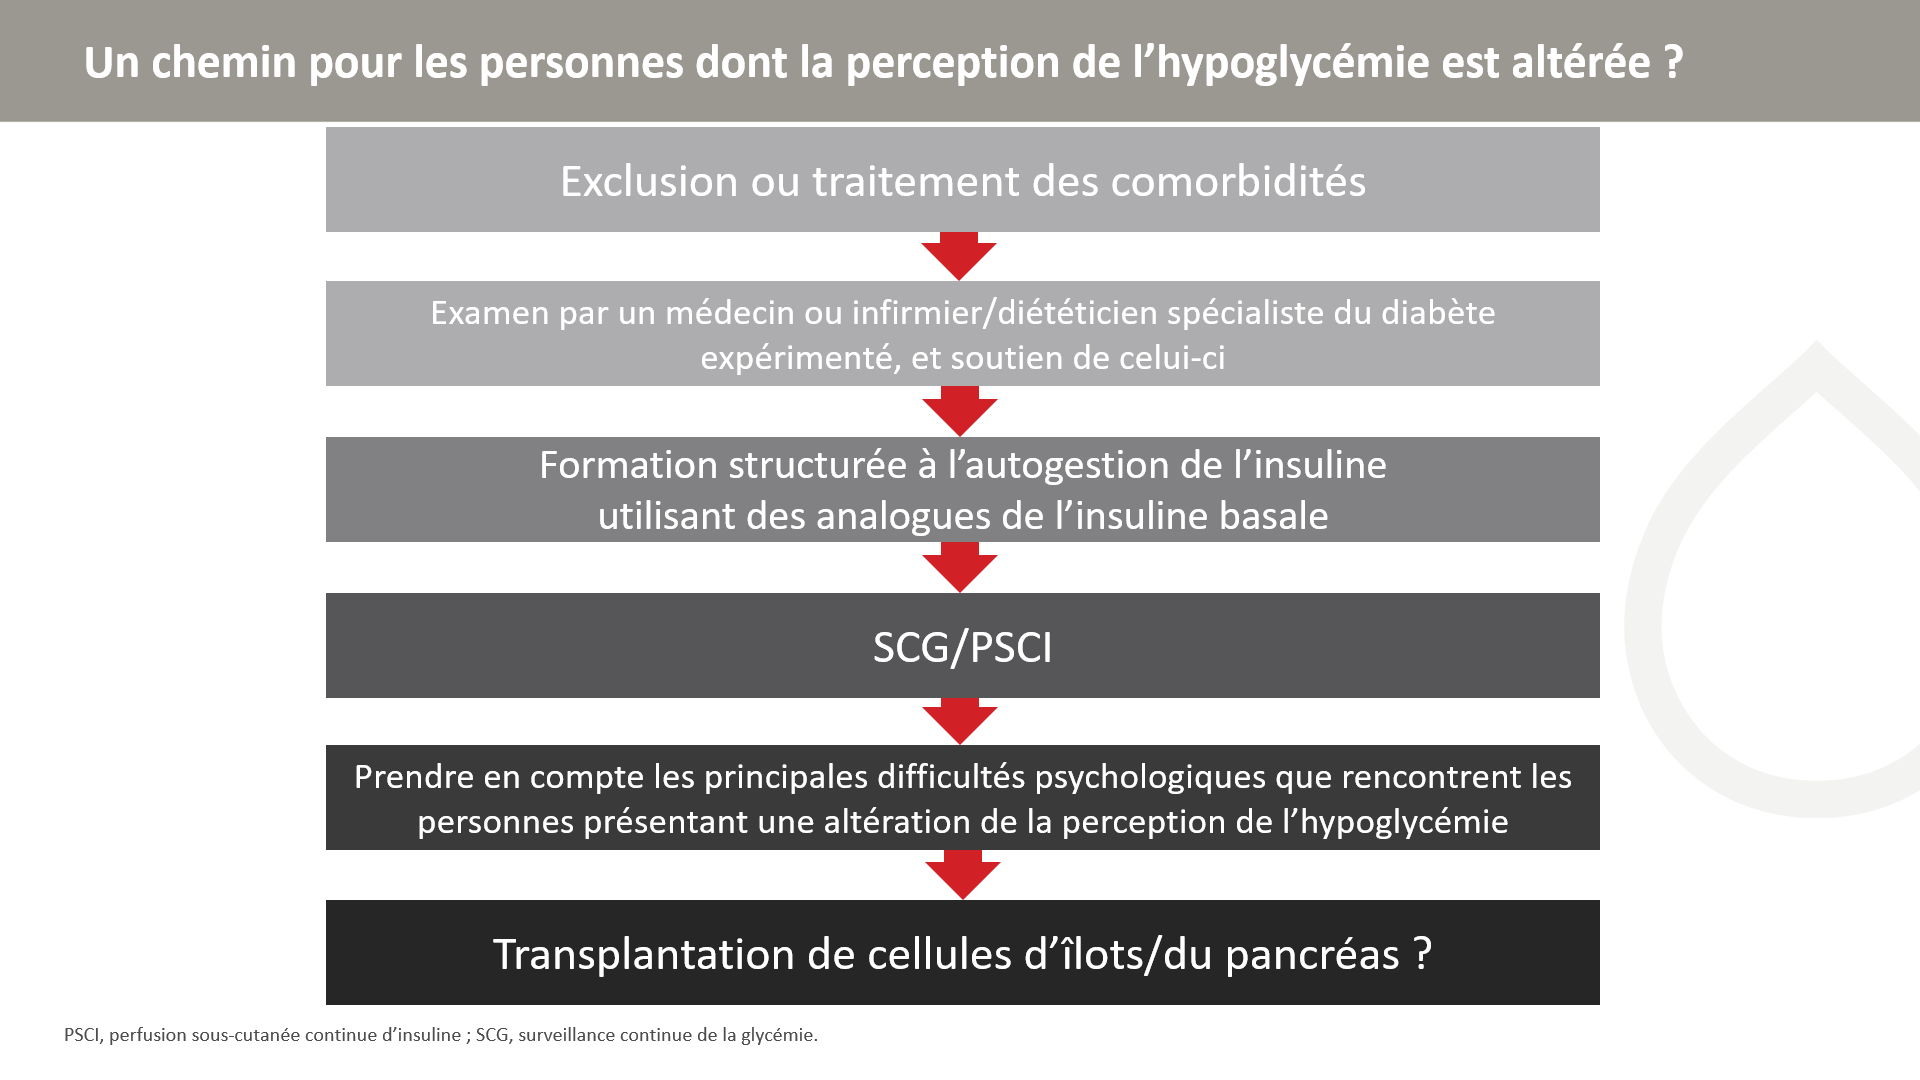 Un chemin pour les personnes dont la perception de l’hypoglycémie est altérée ?
Exclusion ou traitement des comorbidités
Examen par un médecin ou infirmier/diététicien spécialiste du diabète
expérimenté, et soutien de celui-ci
Formation structurée à l’autogestion de l’insuline
utilisant des analogues de l’insuline basale
SCG/PSCI
Prendre en compte les principales difficultés psychologiques que rencontrent les
personnes présentant une altération de la perception de l’hypoglycémie
Transplantation de cellules d’îlots/du pancréas ?
PSCI, perfusion sous-cutanée continue d’insuline ; SCG, surveillance continue de la glycémie.